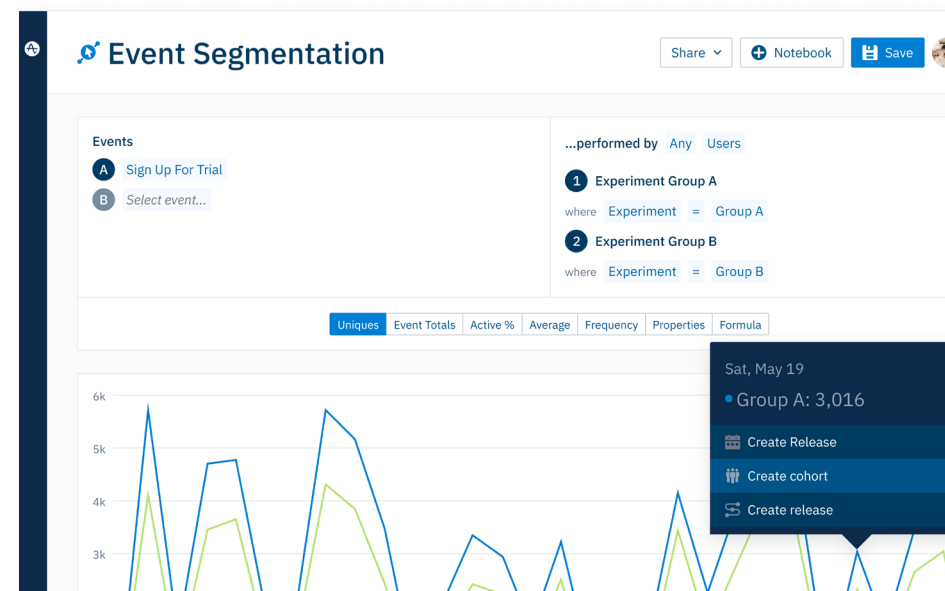 Event Segmentation
Share
Notebook
Save
Events
A Sign Up For Trial
B Select event...
...performed by Any Users
1 Experiment Group A
where Experiment = Group A
2 Experiment Group B
where Experiment = Group B
Uniques Event Totals Active % Average Frequency Properties Formula
Sat, May 19
Group A: 3,016
Create Release
Create cohort
Create release
6k
5k
4k
3k